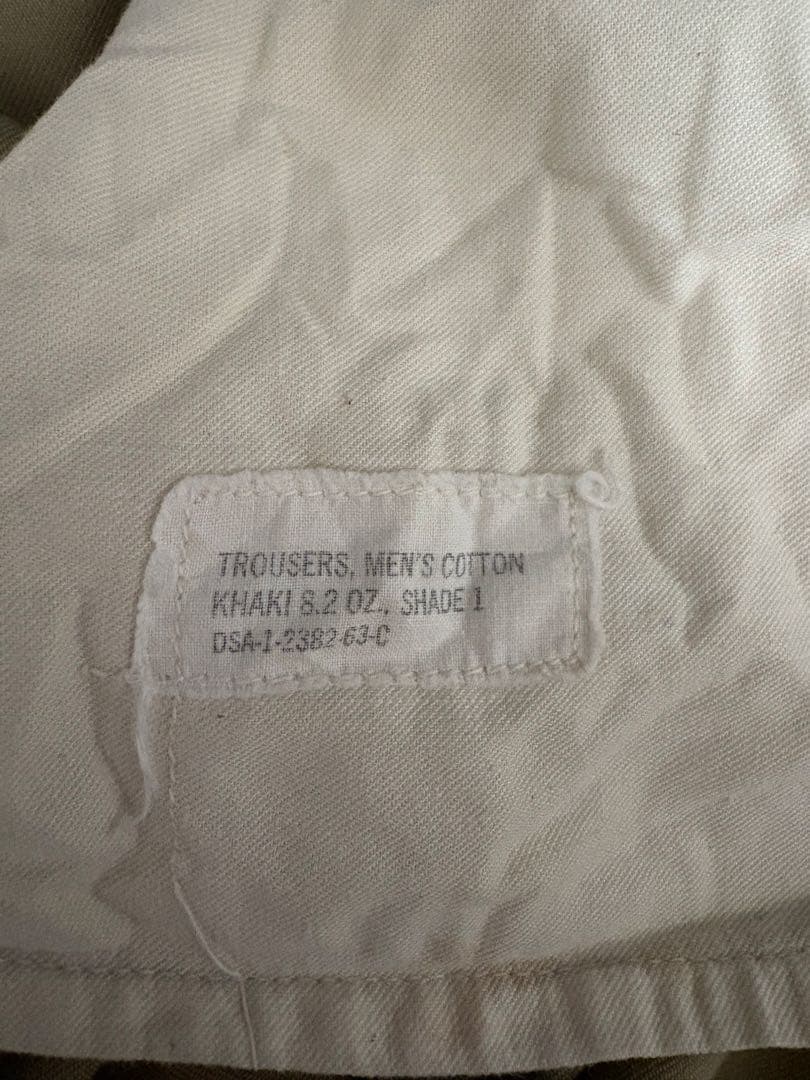 TROUSERS, MEN'S COTTON
KHAKI 8.2 OZ., SHADE 1
DSA-1-2382-63-C